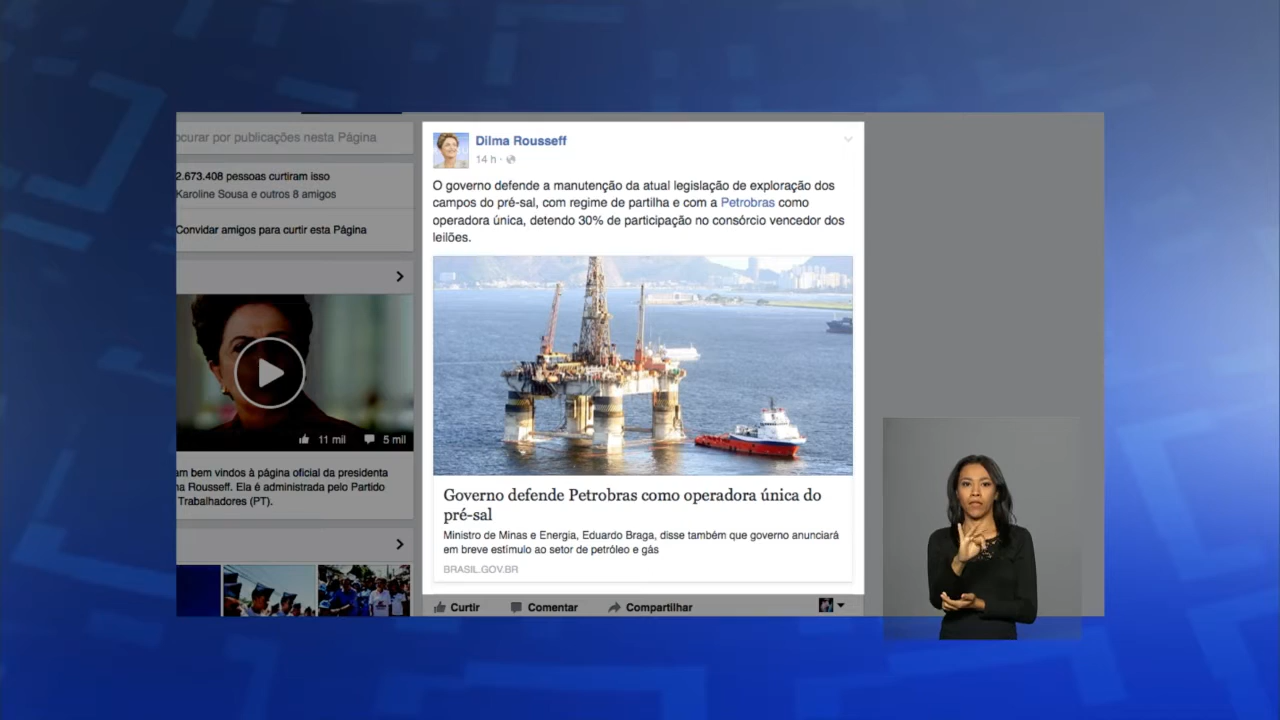 ocurar por publicações nesta Página
2.673.408 pessoas curtiram isso
Karoline Sousa e outros 8 amigos
Convidar amigos para curtir esta Página
11 mil 5 mil
am bem vindos à página oficial da presidenta
na Rousseff. Ela é administrada pelo Partido
Trabalhadores (PT).
Dilma Rousseff
14 h ·
O governo defende a manutenção da atual legislação de exploração dos
campos do pré-sal, com regime de partilha e com a Petrobras como
operadora única, detendo 30% de participação no consórcio vencedor dos
leilões.
Governo defende Petrobras como operadora única do
pré-sal
Ministro de Minas e Energia, Eduardo Braga, disse também que governo anunciará
em breve estímulo ao setor de petróleo e gás
BRASIL.GOV.BR
Curtir Comentar Compartilhar